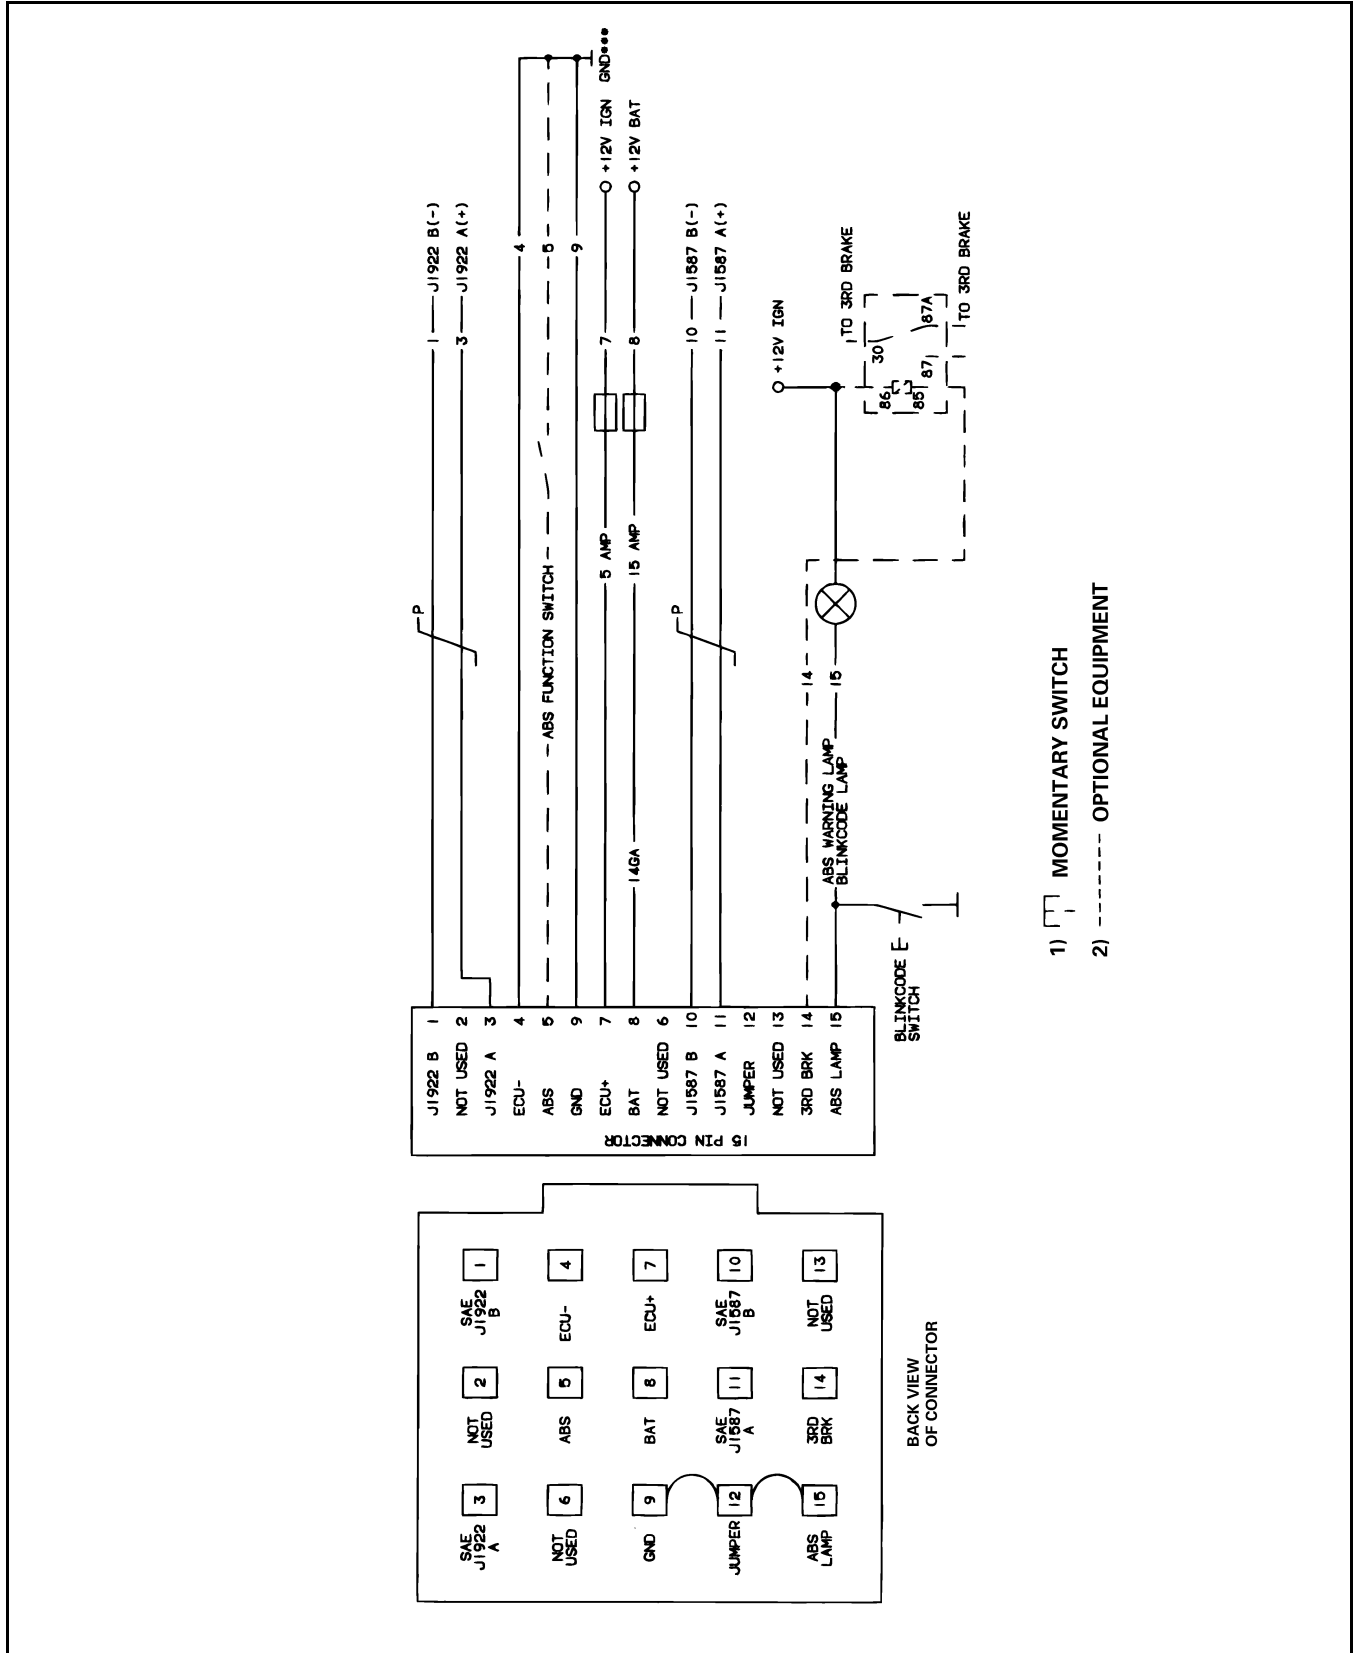 J1922 B(-)
J1922 A(+)
1
3
4
5
9
GND•••
+12V IGN
+12V BAT
7
8
5 AMP
15 AMP
14GA
ABS FUNCTION SWITCH
P
P
10
J1587 B(-)
11
J1587 A(+)
+12V IGN
TO 3RD BRAKE
30
87A
86
85
87
TO 3RD BRAKE
14
15
ABS WARNING LAMP
BLINKCODE LAMP
BLINKCODE
SWITCH
J1922 B 1
NOT USED 2
J1922 A 3
ECU- 4
ABS 5
GND 9
ECU+ 7
BAT 8
NOT USED 6
J1587 B 10
J1587 A 11
JUMPER 12
NOT USED 13
3RD BRK 14
ABS LAMP 15
15 PIN CONNECTOR
1) MOMENTARY SWITCH
2) ------- OPTIONAL EQUIPMENT
SAE
J1922
A
3
NOT
USED
2
SAE
J1922
B
1
NOT
USED
6
ABS
5
ECU-
4
GND
9
BAT
8
ECU+
7
JUMPER
12
SAE
J1587
A
11
SAE
J1587
B
10
ABS
LAMP
15
3RD
BRK
14
NOT
USED
13
BACK VIEW
OF CONNECTOR